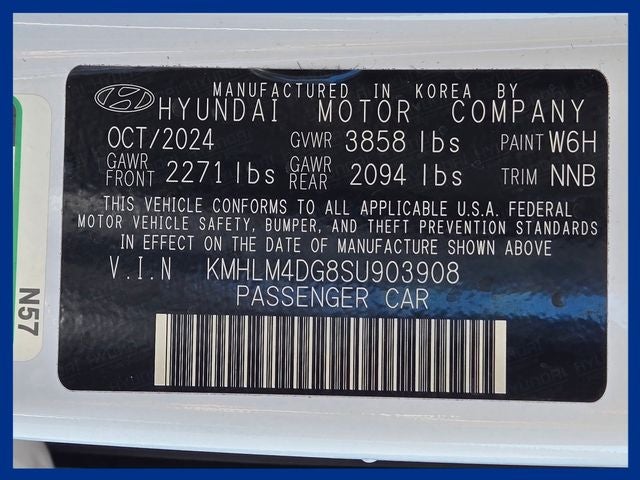 MANUFACTURED IN KOREA BY
HYUNDAI MOTOR COMPANY
OCT/2024 GVWR 3858 lbs PAINT W6H
GAWR FRONT 2271 lbs GAWR REAR 2094 lbs TRIM NNB
THIS VEHICLE CONFORMS TO ALL APPLICABLE U.S.A. FEDERAL
MOTOR VEHICLE SAFETY, BUMPER, AND THEFT PREVENTION STANDARDS
IN EFFECT ON THE DATE OF MANUFACTURE SHOWN ABOVE
V.I.N KMHLM4DG8SU903908
PASSENGER CAR
N57